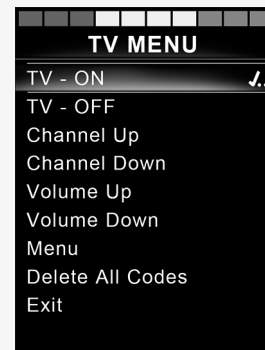 TV MENU
TV - ON
TV - OFF
Channel Up
Channel Down
Volume Up
Volume Down
Menu
Delete All Codes
Exit